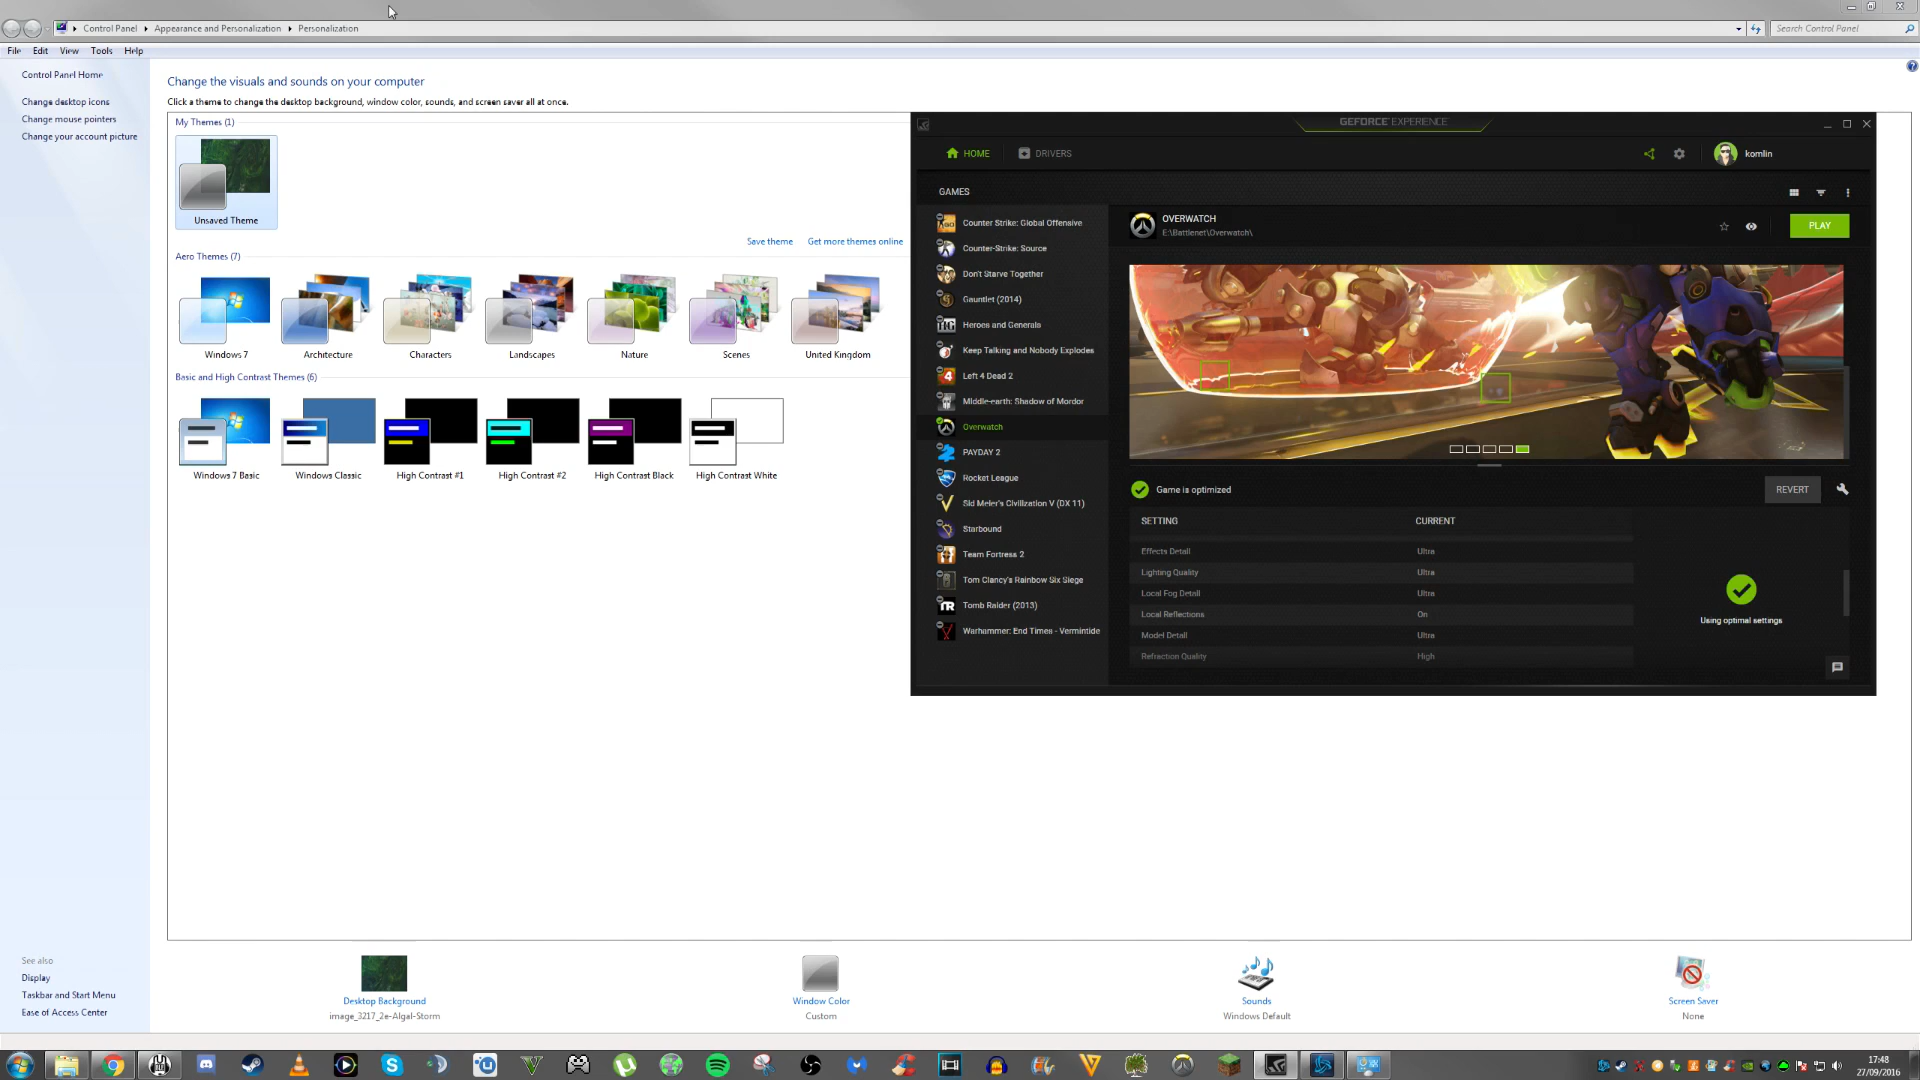 Control Panel
Appearance and Personalization
Personalization
Search Control Panel
File
Edit
View
Tools
Help
Control Panel Home
Change desktop icons
Change mouse pointers
Change your account picture
Change the visuals and sounds on your computer
Click a theme to change the desktop background, window color, sounds, and screen saver all at once.
My Themes (1)
Unsaved Theme
Save theme
Get more themes online
Aero Themes (7)
Windows 7
Architecture
Characters
Landscapes
Nature
Scenes
United Kingdom
Basic and High Contrast Themes (6)
Windows 7 Basic
Windows Classic
High Contrast #1
High Contrast #2
High Contrast Black
High Contrast White
GEFORCE EXPERIENCE
HOME
DRIVERS
komlin
GAMES
Counter Strike: Global Offensive
Counter-Strike: Source
Don't Starve Together
Gauntlet (2014)
Heroes and Generals
Keep Talking and Nobody Explodes
Left 4 Dead 2
Middle-earth: Shadow of Mordor
Overwatch
PAYDAY 2
Rocket League
Sid Meier's Civilization V (DX 11)
Starbound
Team Fortress 2
Tom Clancy's Rainbow Six Siege
Tomb Raider (2013)
Warhammer: End Times - Vermintide
OVERWATCH
E:\Battlenet\Overwatch\
PLAY
Game is optimized
REVERT
SETTING CURRENT
Effects Detail Ultra
Lighting Quality Ultra
Local Fog Detail Ultra
Local Reflections On
Model Detail Ultra
Refraction Quality High
Using optimal settings
See also
Display
Taskbar and Start Menu
Ease of Access Center
Desktop Background
image_3217_2e-Algal-Storm
Window Color
Custom
Sounds
Windows Default
Screen Saver
None
17:48
27/09/2016